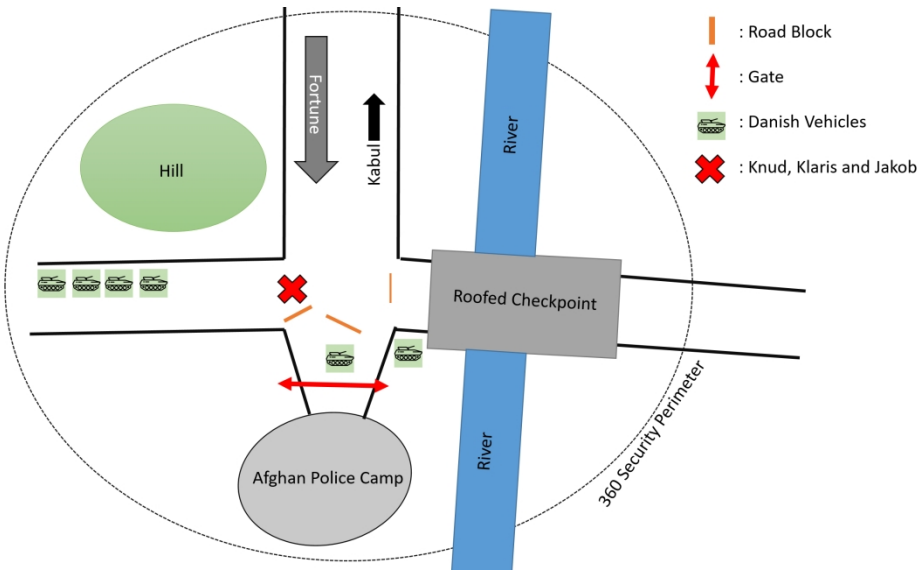 : Road Block
: Gate
: Danish Vehicles
: Knud, Klaris and Jakob
Fortune
Kabul
River
Hill
Roofed Checkpoint
River
Afghan Police Camp
360 Security Perimeter